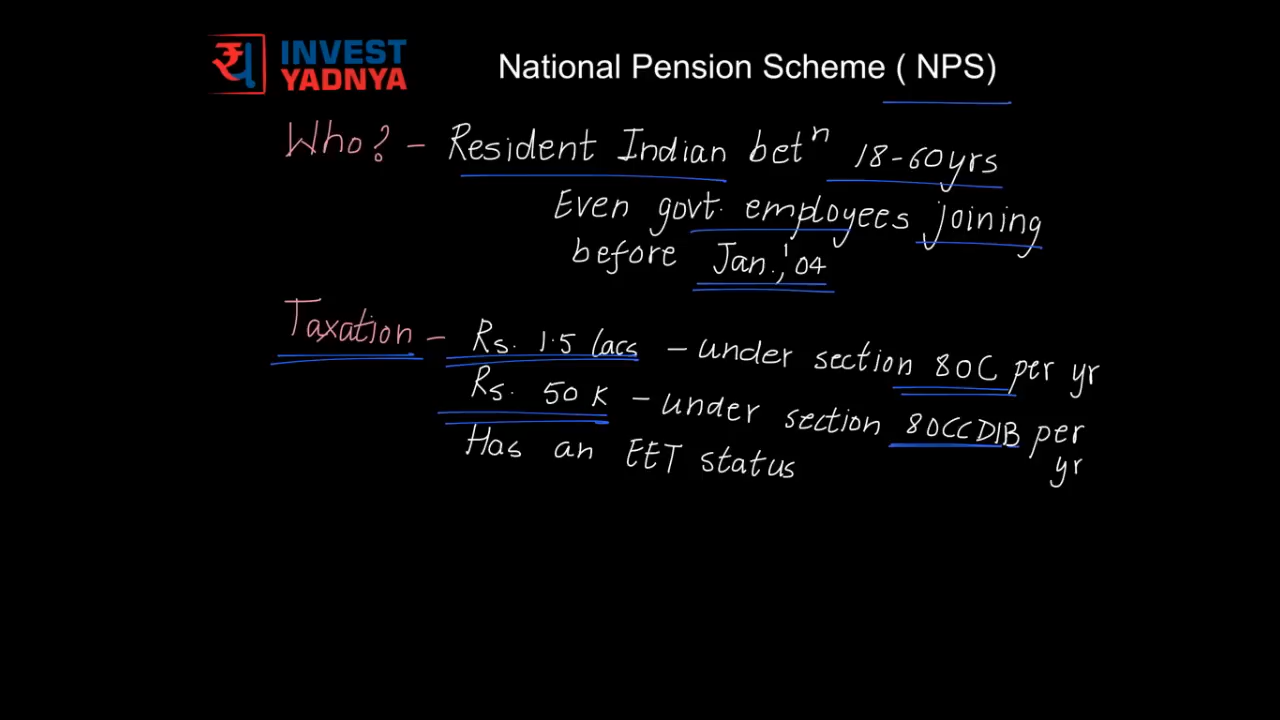 INVEST
YADNYA
National Pension Scheme ( NPS)
Who? - Resident Indian betⁿ 18-60yrs
Even govt. employees joining
before Jan.,'04
Taxation - Rs. 1.5 lacs - under section 80C per yr
Rs. 50 K - under section 80CCD1B per
yr
Has an EET status